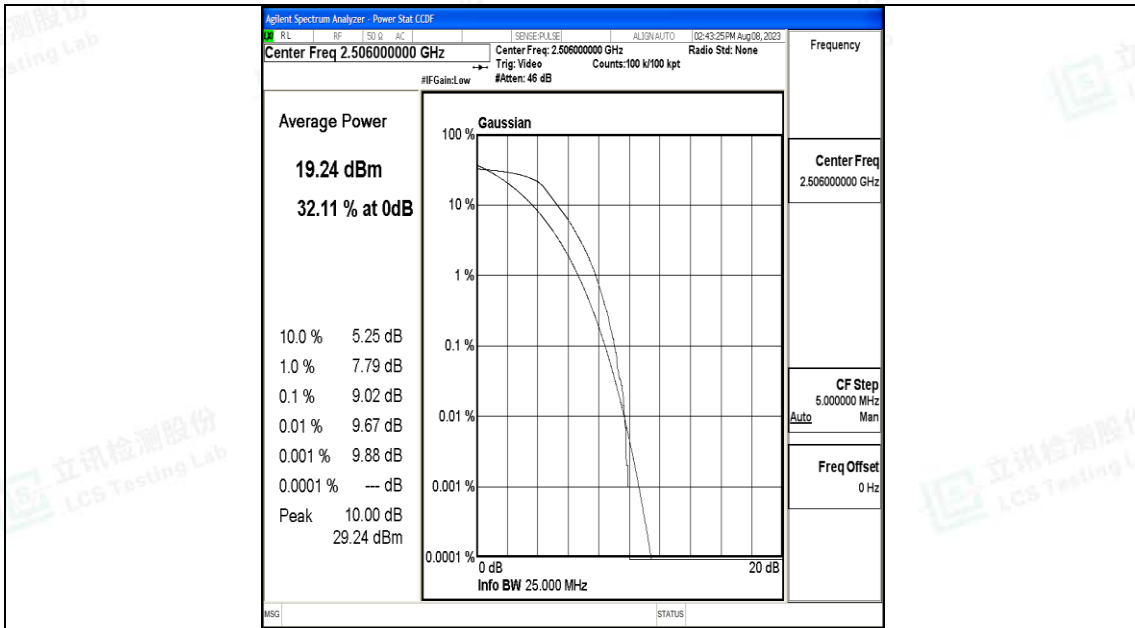 Agilent Spectrum Analyzer - Power Stat CCDF
RL RF 50 Ω AC SENSE:PULSE ALIGN AUTO 02:43:25 PM Aug 08, 2023
Center Freq 2.506000000 GHz
Center Freq: 2.506000000 GHz Radio Std: None
Trig: Video Counts:100 k/100 kpt
#IFGain:Low #Atten: 46 dB
Frequency
Average Power
19.24 dBm
32.11 % at 0dB
10.0 % 5.25 dB
1.0 % 7.79 dB
0.1 % 9.02 dB
0.01 % 9.67 dB
0.001 % 9.88 dB
0.0001 % --- dB
Peak 10.00 dB
29.24 dBm
Gaussian
100 %
10 %
1 %
0.1 %
0.01 %
0.001 %
0.0001 %
0 dB 20 dB
Info BW 25.000 MHz
Center Freq
2.506000000 GHz
CF Step
5.000000 MHz
Auto Man
Freq Offset
0 Hz
MSG STATUS
立讯检测股份
LCS Testing Lab